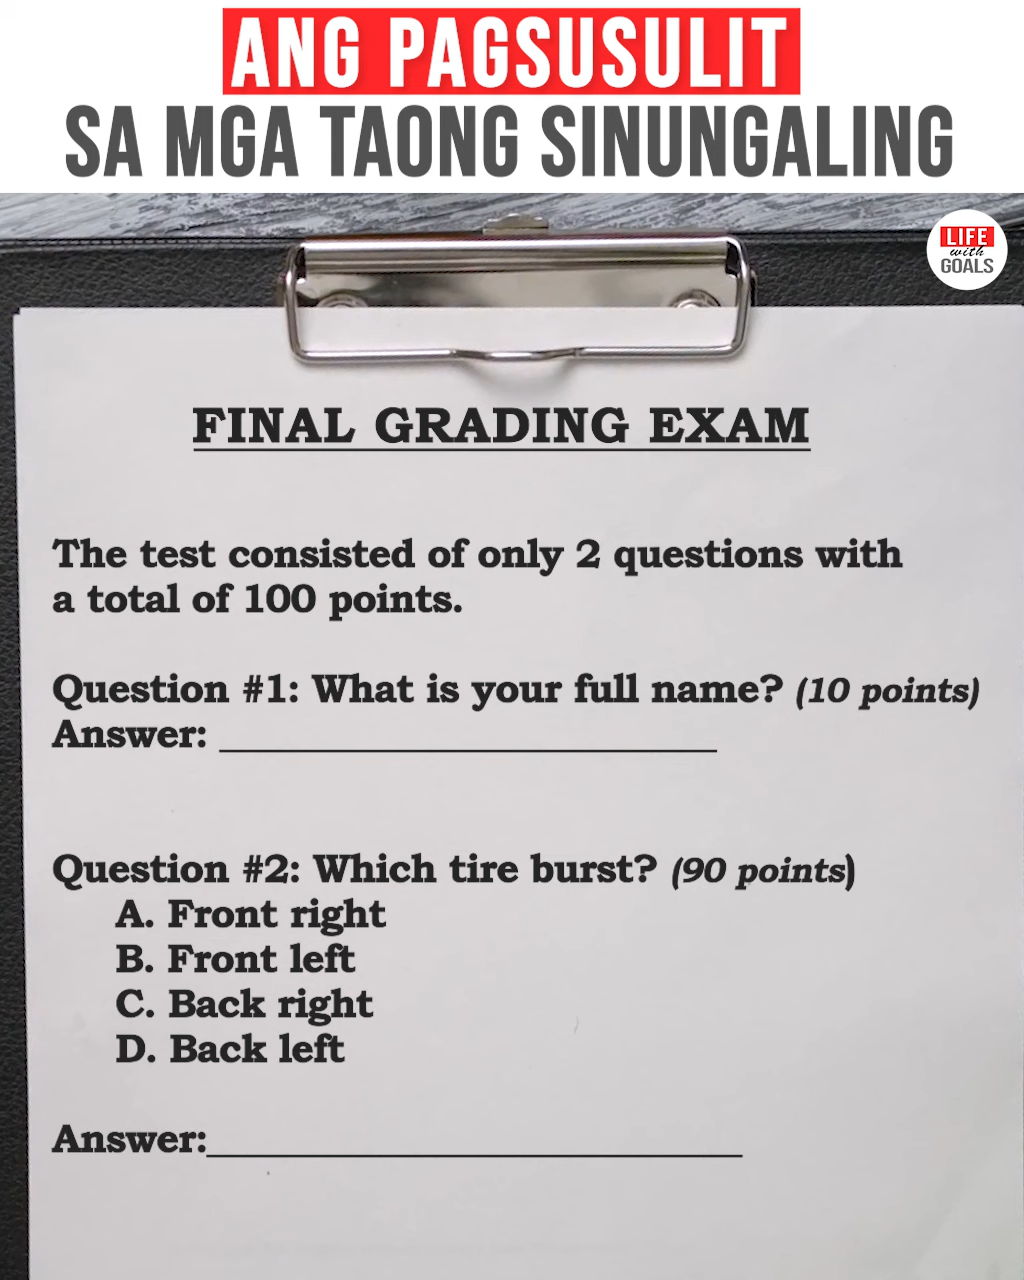 ANG PAGSUSULIT
SA MGA TAONG SINUNGALING
LIFE
with
GOALS
FINAL GRADING EXAM
The test consisted of only 2 questions with
a total of 100 points.
Question #1: What is your full name? (10 points)
Answer: ____________________
Question #2: Which tire burst? (90 points)
A. Front right
B. Front left
C. Back right
D. Back left
Answer:____________________